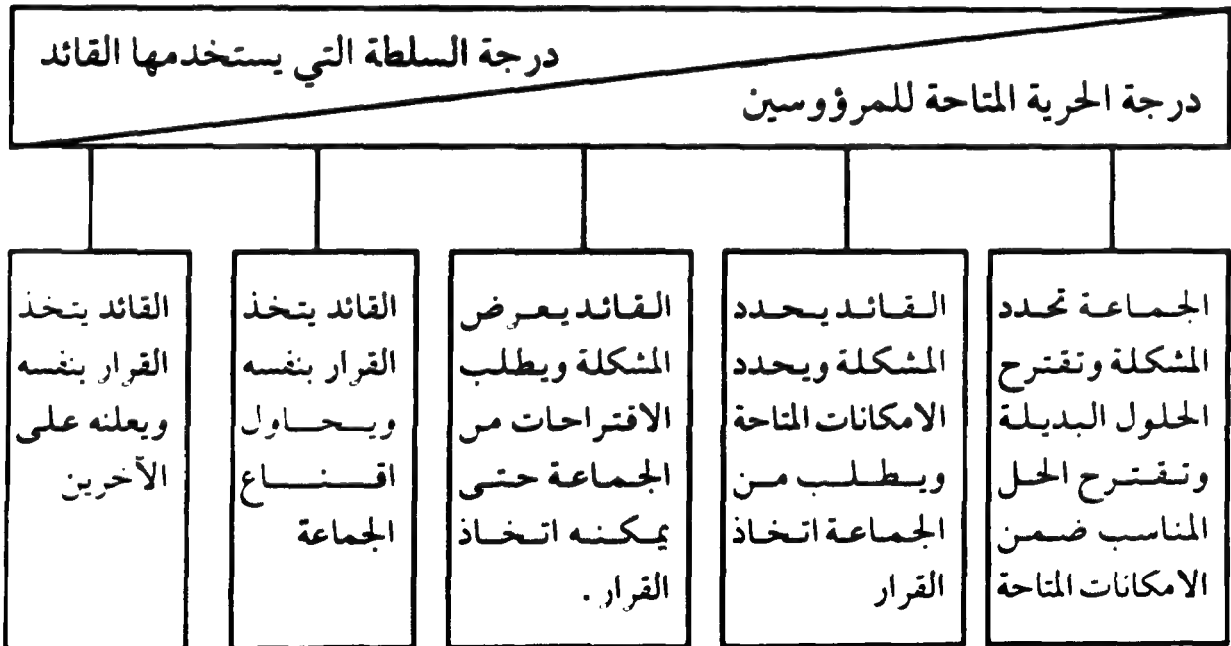 درجة السلطة التي يستخدمها القائد
درجة الحرية المتاحة للمرؤوسين
الجماعة تحدد
المشكلة وتقترح
الحلول البديلة
وتقترح الحل
المناسب ضمن
الامكانات المتاحة
القائد يحدد
المشكلة ويحدد
الامكانات المتاحة
ويطلب من
الجماعة اتخاذ
القرار
القائد يعرض
المشكلة ويطلب
الاقتراحات من
الجماعة حتى
يمكنه اتخاذ
القرار .
القائد يتخذ
القرار بنفسه
ويحاول
اقناع
الجماعة
القائد يتخذ
القرار بنفسه
ويعلنه على
الآخرين